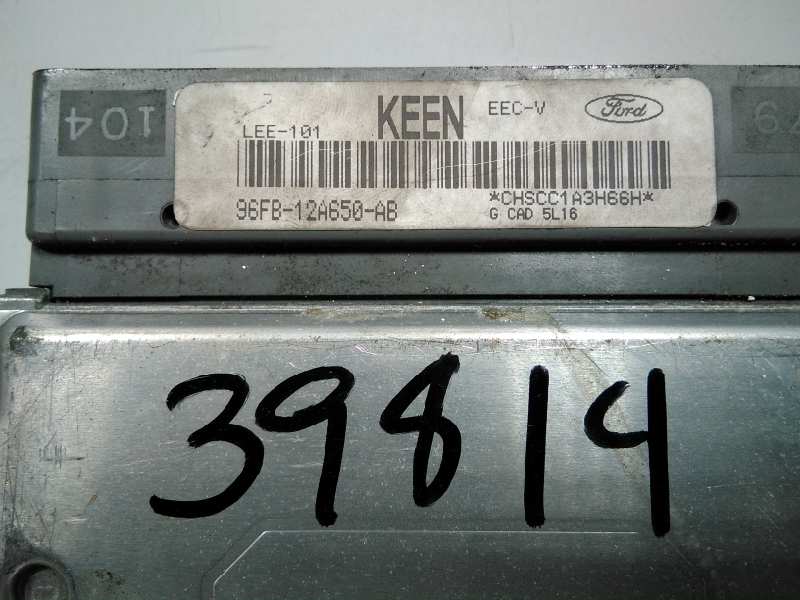 104
LEE-101
KEEN
EEC-V
Ford
96FB-12A650-AB
*CHSCC1A3H66H*
G CAD 5L16
39814